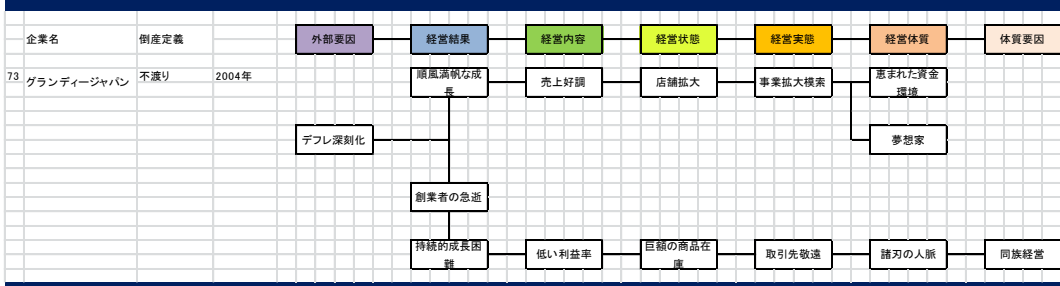 企業名 倒産定義 外部要因 経営結果 経営内容 経営状態 経営実態 経営体質 体質要因
73 グランディージャパン 不渡り 2004年 順風満帆な成長 売上好調 店舗拡大 事業拡大模索 恵まれた資金環境
デフレ深刻化 夢想家
創業者の急逝
持続的成長困難 低い利益率 巨額の商品在庫 取引先敬遠 諸刃の人脈 同族経営